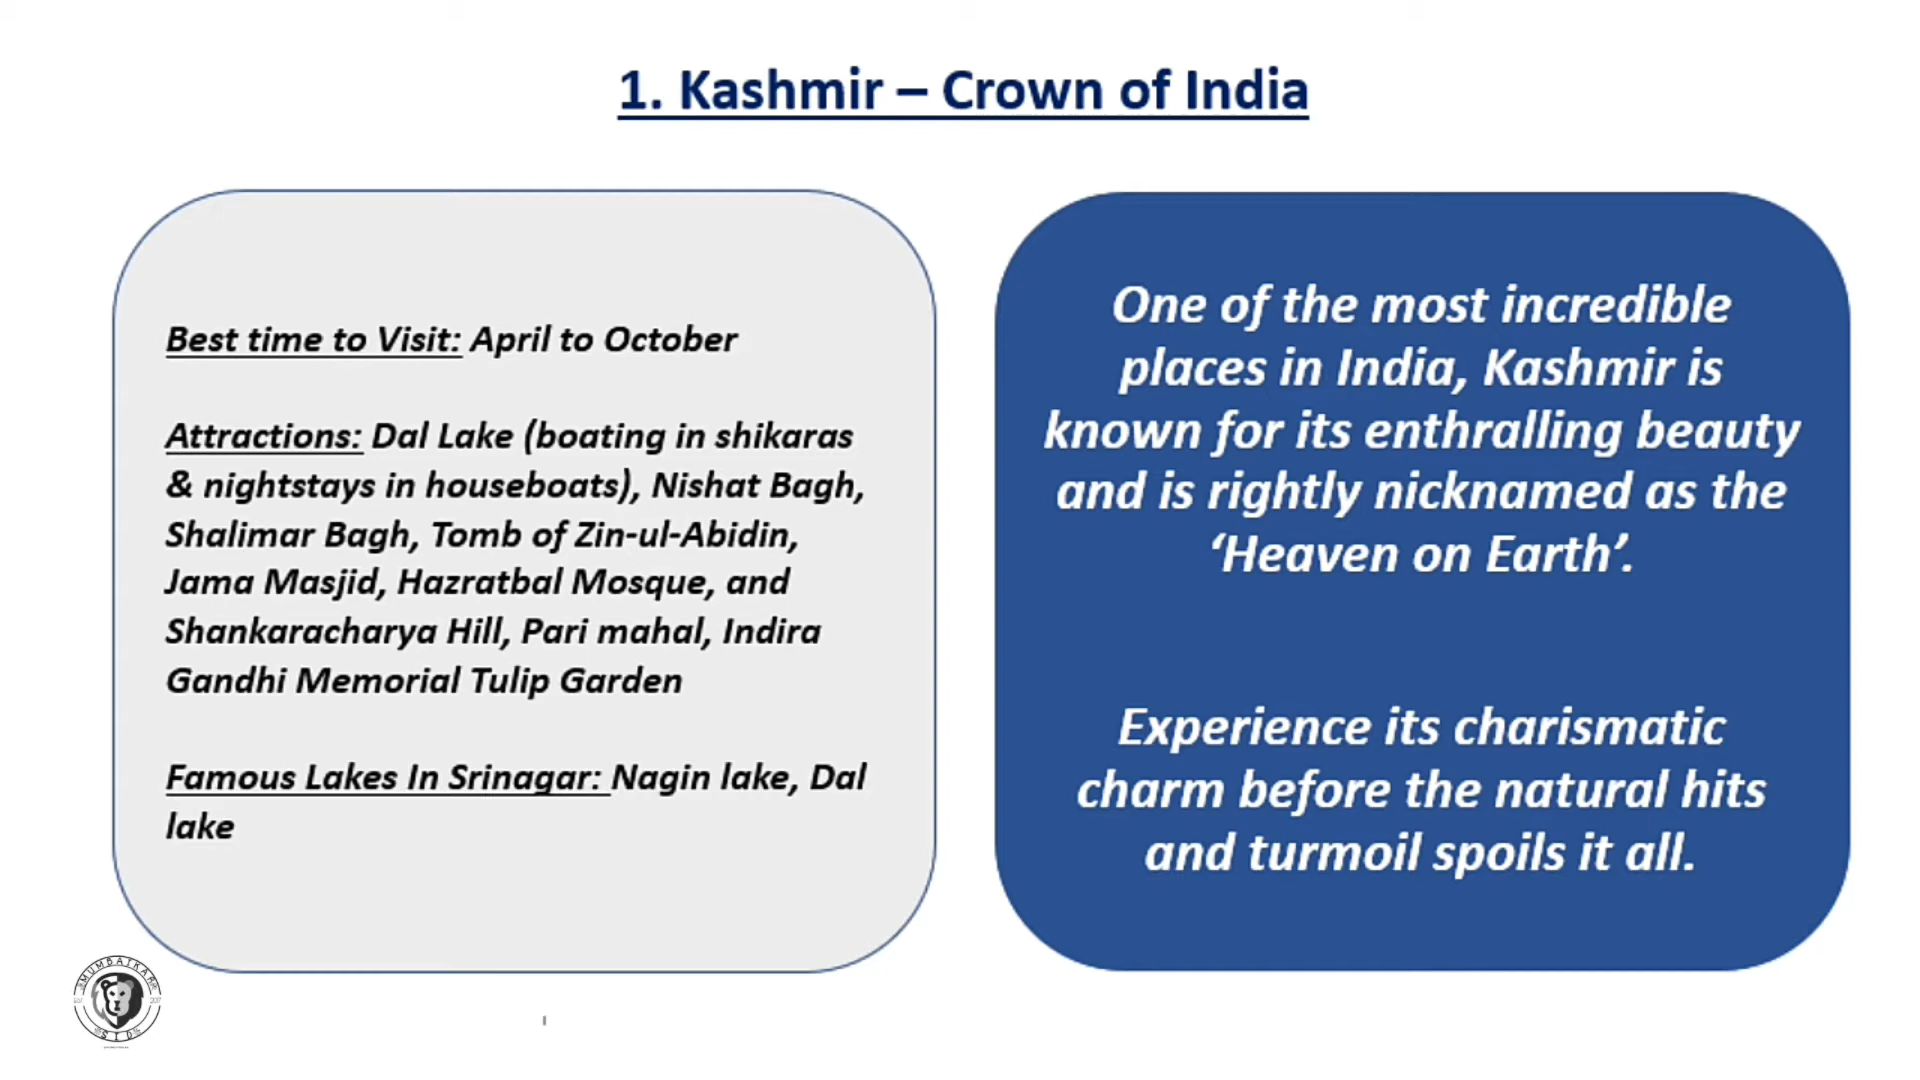 1. Kashmir – Crown of India
Best time to Visit: April to October
Attractions: Dal Lake (boating in shikaras
& nightstays in houseboats), Nishat Bagh,
Shalimar Bagh, Tomb of Zin-ul-Abidin,
Jama Masjid, Hazratbal Mosque, and
Shankaracharya Hill, Pari mahal, Indira
Gandhi Memorial Tulip Garden
Famous Lakes In Srinagar: Nagin lake, Dal
lake
One of the most incredible
places in India, Kashmir is
known for its enthralling beauty
and is rightly nicknamed as the
‘Heaven on Earth’.
Experience its charismatic
charm before the natural hits
and turmoil spoils it all.
MUMBAIKAR
SID